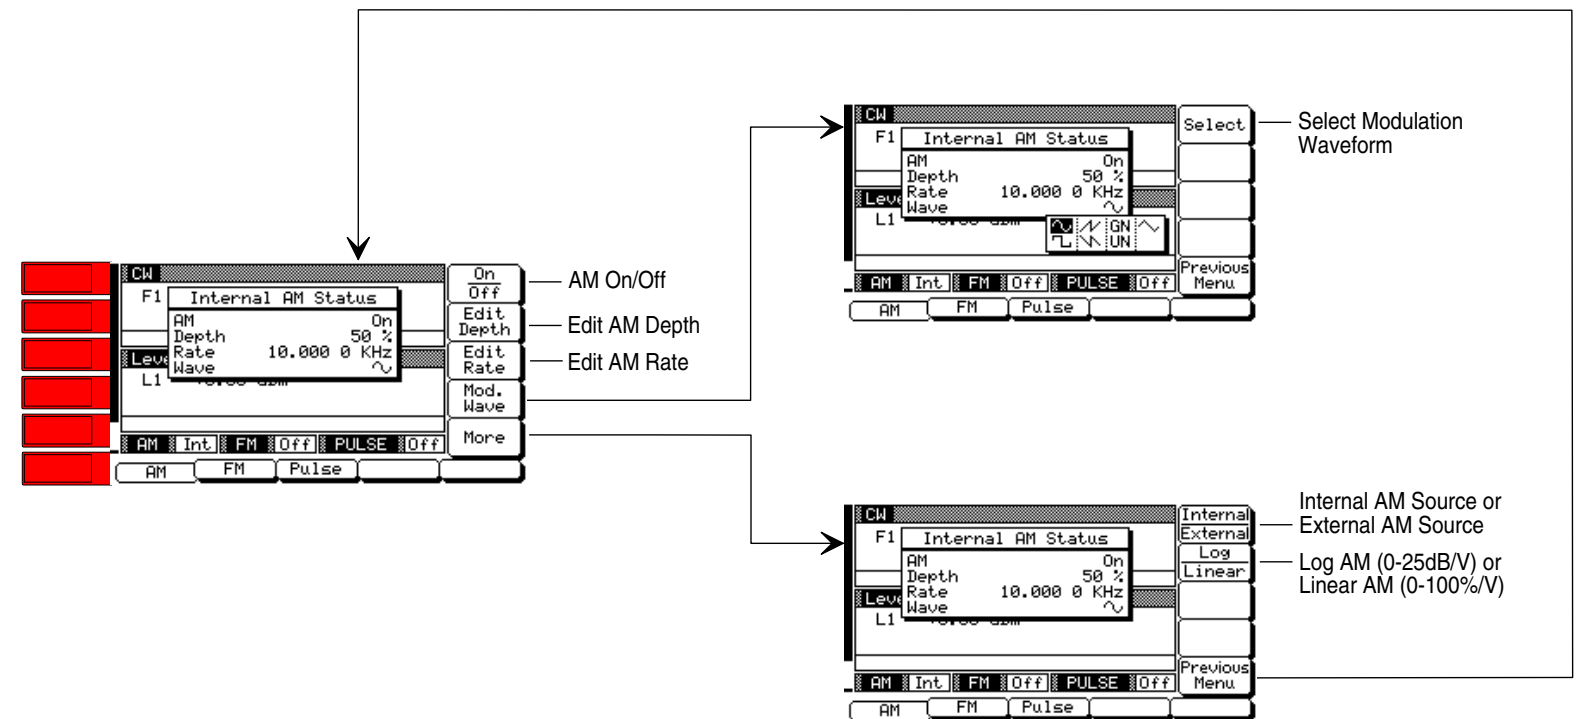 CW
F1
Internal AM Status
AM On
Depth 50 %
Rate 10.000 0 KHz
Wave
Leve
L1
AM Int FM Off PULSE Off
AM FM Pulse
On
Off
Edit
Depth
Edit
Rate
Mod.
Wave
More
AM On/Off
Edit AM Depth
Edit AM Rate
CW
F1
Internal AM Status
AM On
Depth 50 %
Rate 10.000 0 KHz
Wave
GN
UN
Leve
L1
AM Int FM Off PULSE Off
AM FM Pulse
Select
Previous
Menu
Select Modulation
Waveform
CW
F1
Internal AM Status
AM On
Depth 50 %
Rate 10.000 0 KHz
Wave
Leve
L1
AM Int FM Off PULSE Off
AM FM Pulse
Internal
External
Log
Linear
Previous
Menu
Internal AM Source or
External AM Source
Log AM (0-25dB/V) or
Linear AM (0-100%/V)